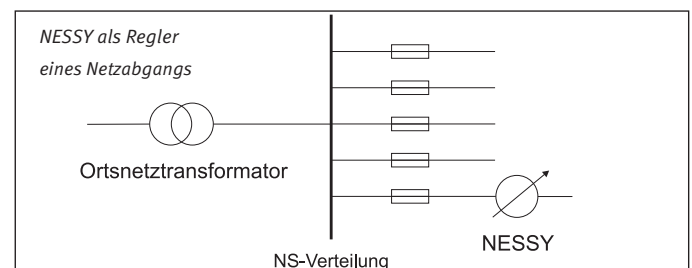 NESSY als Regler
eines Netzabgangs
Ortsnetztransformator
NESSY
NS-Verteilung